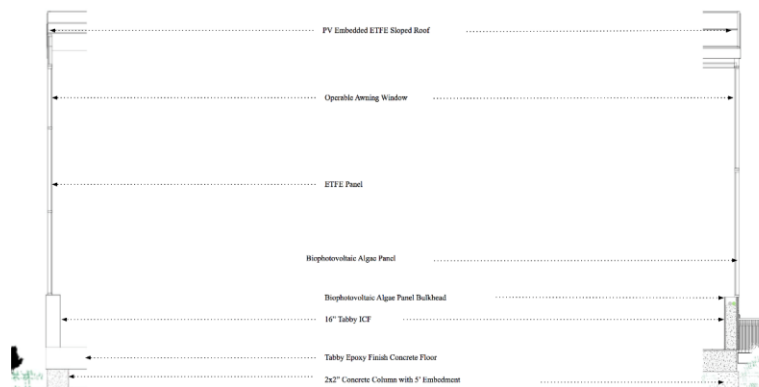 PV Embedded ETFE Sloped Roof
Operable Awning Window
ETFE Panel
Biophotovoltaic Algae Panel
Biophotovoltaic Algae Panel Bulkhead
16" Tabby ICF
Tabby Epoxy Finish Concrete Floor
2x2" Concrete Column with 5' Embedment